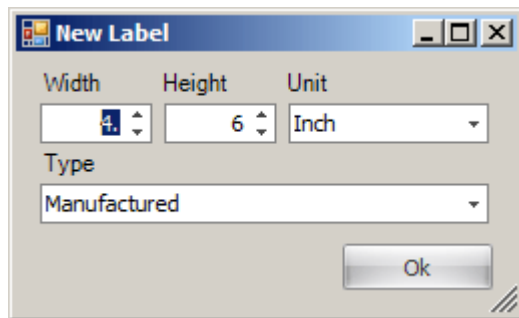 New Label
Width Height Unit
4. 6 Inch
Type
Manufactured
Ok